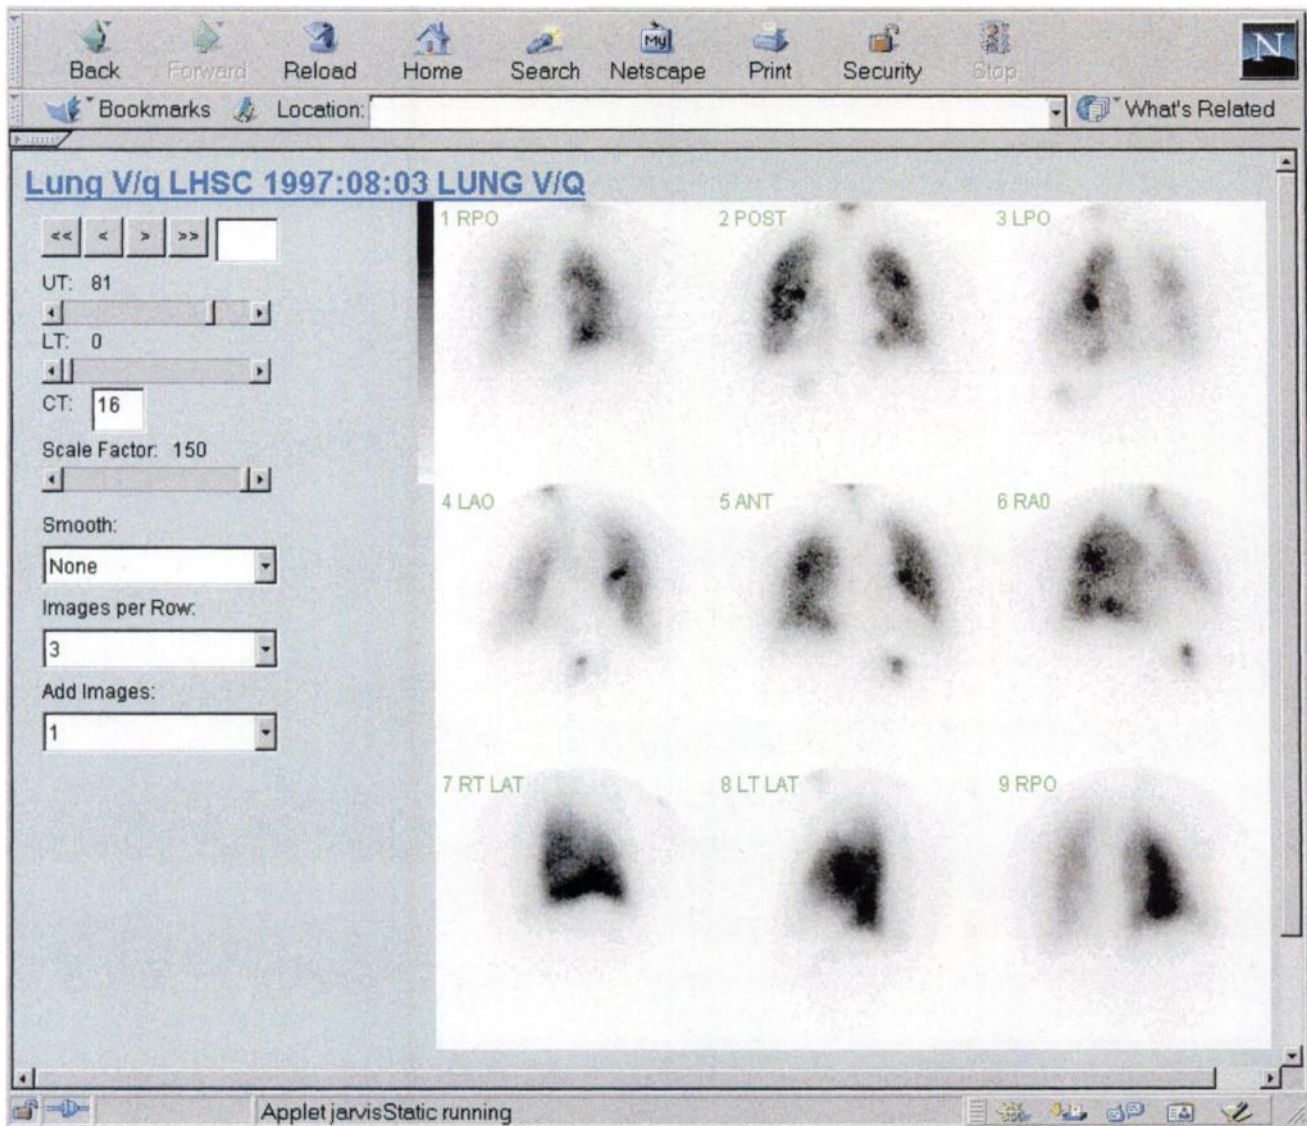 Back Forward Reload Home Search My Netscape Print Security Stop N
Bookmarks Location: What's Related
Lung V/q LHSC 1997:08:03 LUNG V/Q
<< < > >>
UT: 81
LT: 0
CT: 16
Scale Factor: 150
Smooth:
None
Images per Row:
3
Add Images:
1
1 RPO 2 POST 3 LPO
4 LAO 5 ANT 6 RAO
7 RT LAT 8 LT LAT 9 RPO
Applet jarvisStatic running